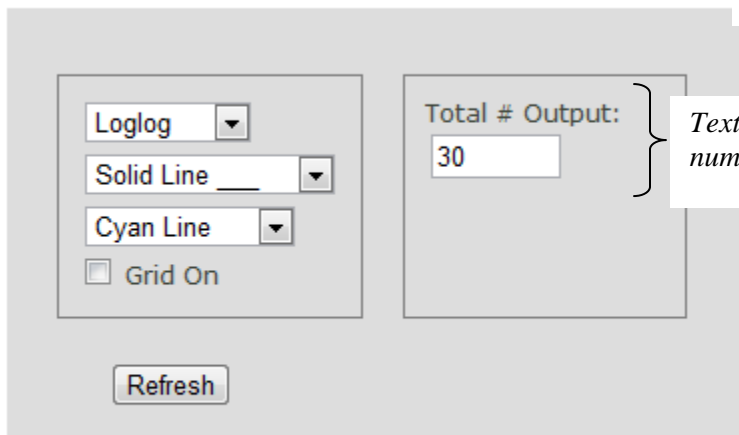 Loglog
Solid Line ___
Cyan Line
Grid On
Total # Output:
30
Text
num
Refresh